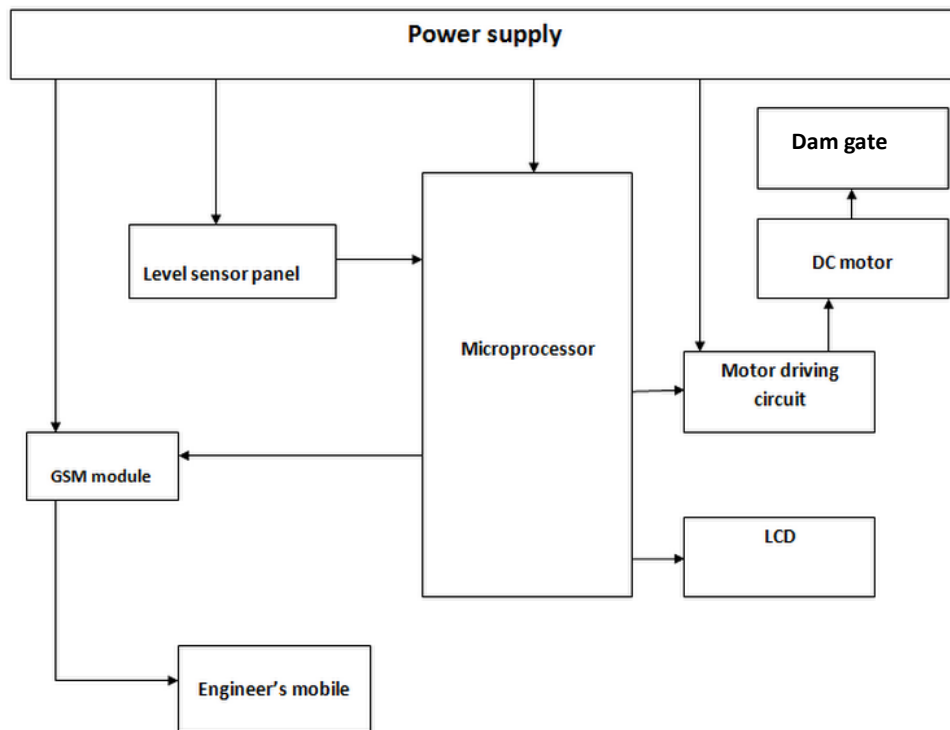 Power supply
Dam gate
Level sensor panel
DC motor
Microprocessor
Motor driving
circuit
GSM module
LCD
Engineer’s mobile